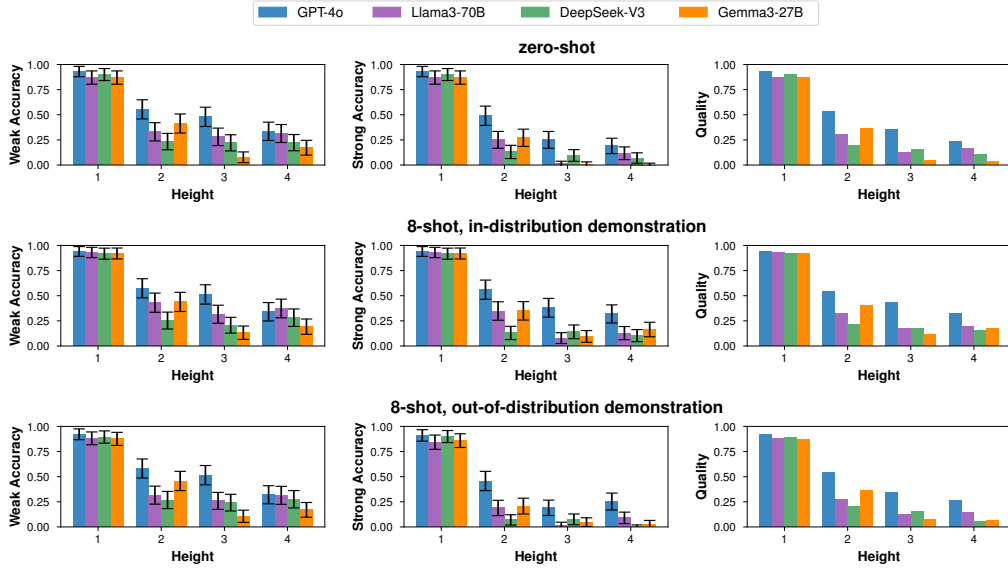 GPT-4o Llama3-70B DeepSeek-V3 Gemma3-27B
zero-shot
Weak Accuracy
1.00
0.75
0.50
0.25
0.00
1 2 3 4
Height
Strong Accuracy
1.00
0.75
0.50
0.25
0.00
1 2 3 4
Height
Quality
1.00
0.75
0.50
0.25
0.00
1 2 3 4
Height
8-shot, in-distribution demonstration
Weak Accuracy
1.00
0.75
0.50
0.25
0.00
1 2 3 4
Height
Strong Accuracy
1.00
0.75
0.50
0.25
0.00
1 2 3 4
Height
Quality
1.00
0.75
0.50
0.25
0.00
1 2 3 4
Height
8-shot, out-of-distribution demonstration
Weak Accuracy
1.00
0.75
0.50
0.25
0.00
1 2 3 4
Height
Strong Accuracy
1.00
0.75
0.50
0.25
0.00
1 2 3 4
Height
Quality
1.00
0.75
0.50
0.25
0.00
1 2 3 4
Height